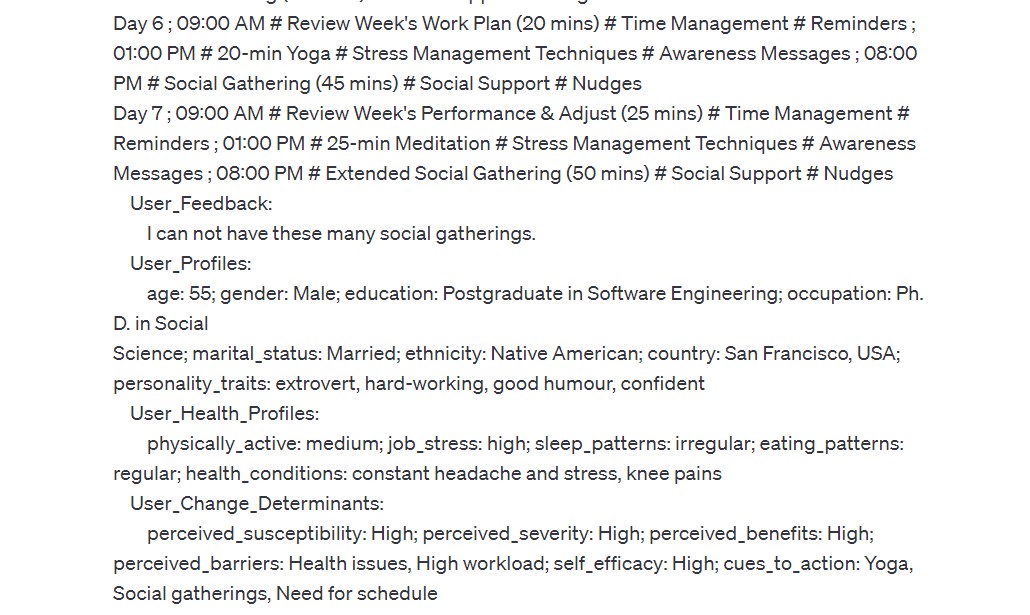 Day 6 ; 09:00 AM # Review Week's Work Plan (20 mins) # Time Management # Reminders ;
01:00 PM # 20-min Yoga # Stress Management Techniques # Awareness Messages ; 08:00
PM # Social Gathering (45 mins) # Social Support # Nudges
Day 7 ; 09:00 AM # Review Week's Performance & Adjust (25 mins) # Time Management #
Reminders ; 01:00 PM # 25-min Meditation # Stress Management Techniques # Awareness
Messages ; 08:00 PM # Extended Social Gathering (50 mins) # Social Support # Nudges
User_Feedback:
I can not have these many social gatherings.
User_Profiles:
age: 55; gender: Male; education: Postgraduate in Software Engineering; occupation: Ph.
D. in Social
Science; marital_status: Married; ethnicity: Native American; country: San Francisco, USA;
personality_traits: extrovert, hard-working, good humour, confident
User_Health_Profiles:
physically_active: medium; job_stress: high; sleep_patterns: irregular; eating_patterns:
regular; health_conditions: constant headache and stress, knee pains
User_Change_Determinants:
perceived_susceptibility: High; perceived_severity: High; perceived_benefits: High;
perceived_barriers: Health issues, High workload; self_efficacy: High; cues_to_action: Yoga,
Social gatherings, Need for schedule